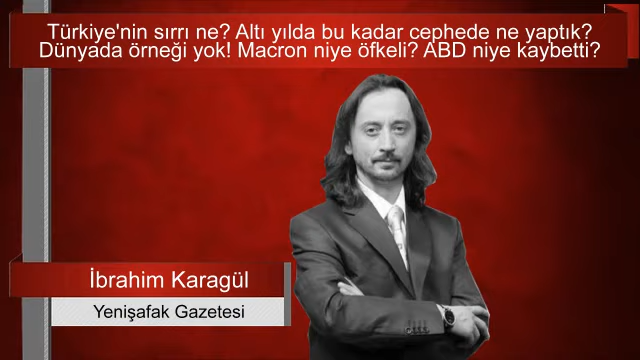 Türkiye'nin sırrı ne? Altı yılda bu kadar cephede ne yaptık?
Dünyada örneği yok! Macron niye öfkeli? ABD niye kaybetti?
İbrahim Karagül
Yenişafak Gazetesi